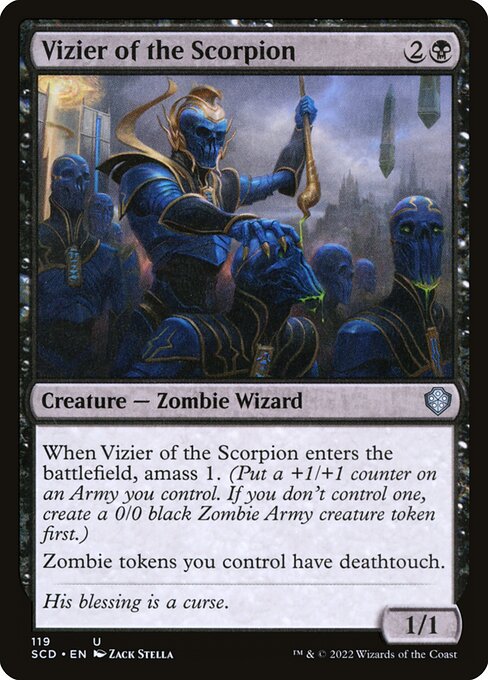 Vizier of the Scorpion 2
Creature — Zombie Wizard
When Vizier of the Scorpion enters the
battlefield, amass 1. (Put a +1/+1 counter on
an Army you control. If you don't control one,
create a 0/0 black Zombie Army creature token
first.)
Zombie tokens you control have deathtouch.
His blessing is a curse.
1/1
119 U
SCD • EN Zack Stella
™ & © 2022 Wizards of the Coast